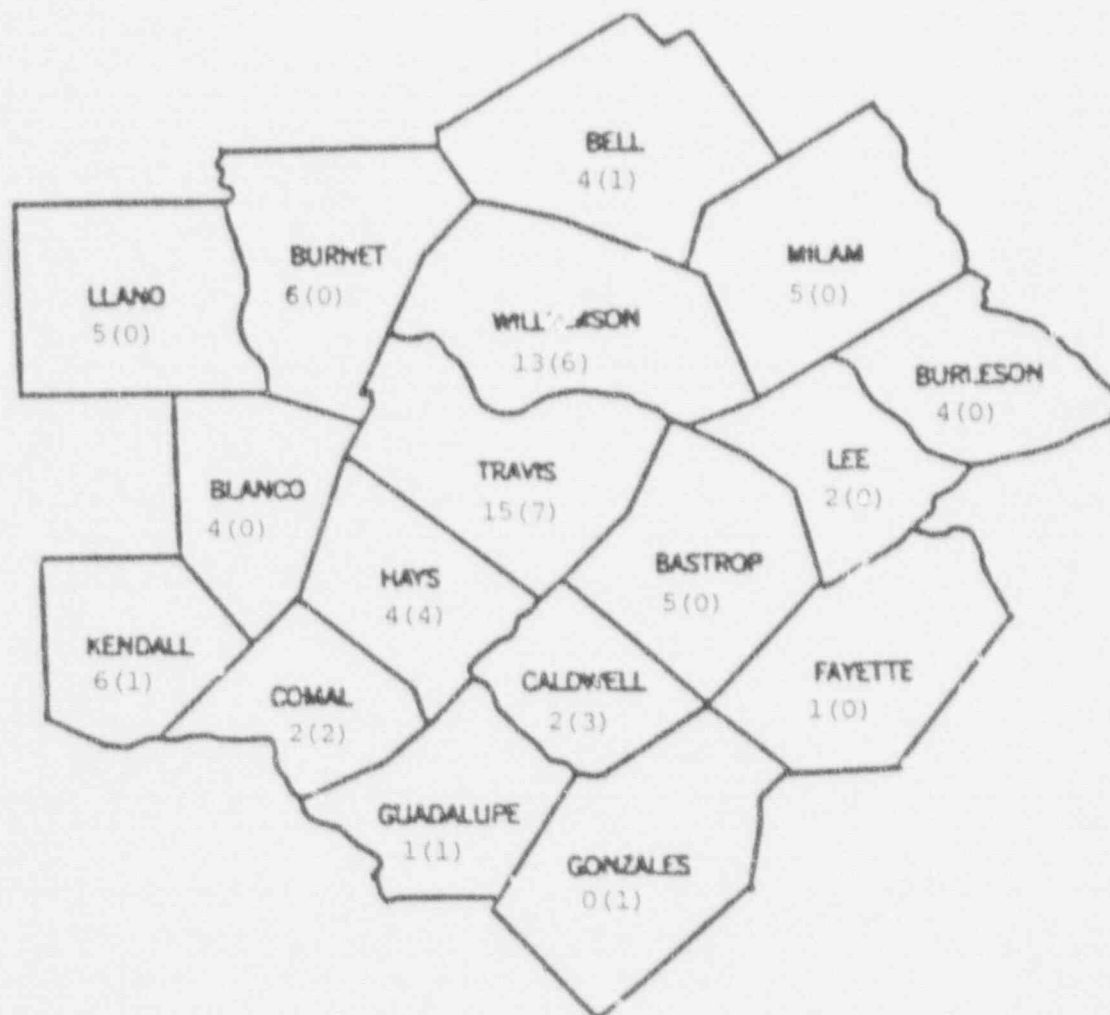 BELL
4(1)
BURNET
6(0)
MILAM
5(0)
LLANO
5(0)
13(6)
BURLESON
4(0)
LEE
2(0)
TRAVIS
15(7)
BLANCO
4(0)
BASTROP
5(0)
HAYS
4(4)
KENDALL
6(1)
CALDWELL
2(3)
FAYETTE
1(0)
COMAL
2(2)
GUADALUPE
1(1)
GONZALES
0(1)